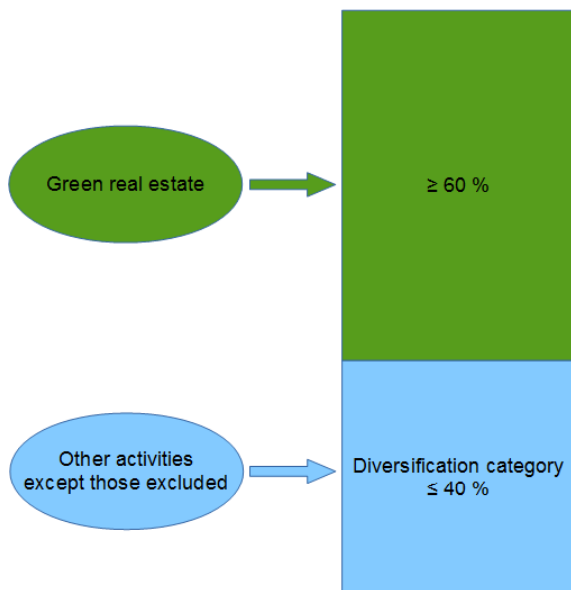 Green real estate
≥ 60 %
Other activities
except those excluded
Diversification category
≤ 40 %